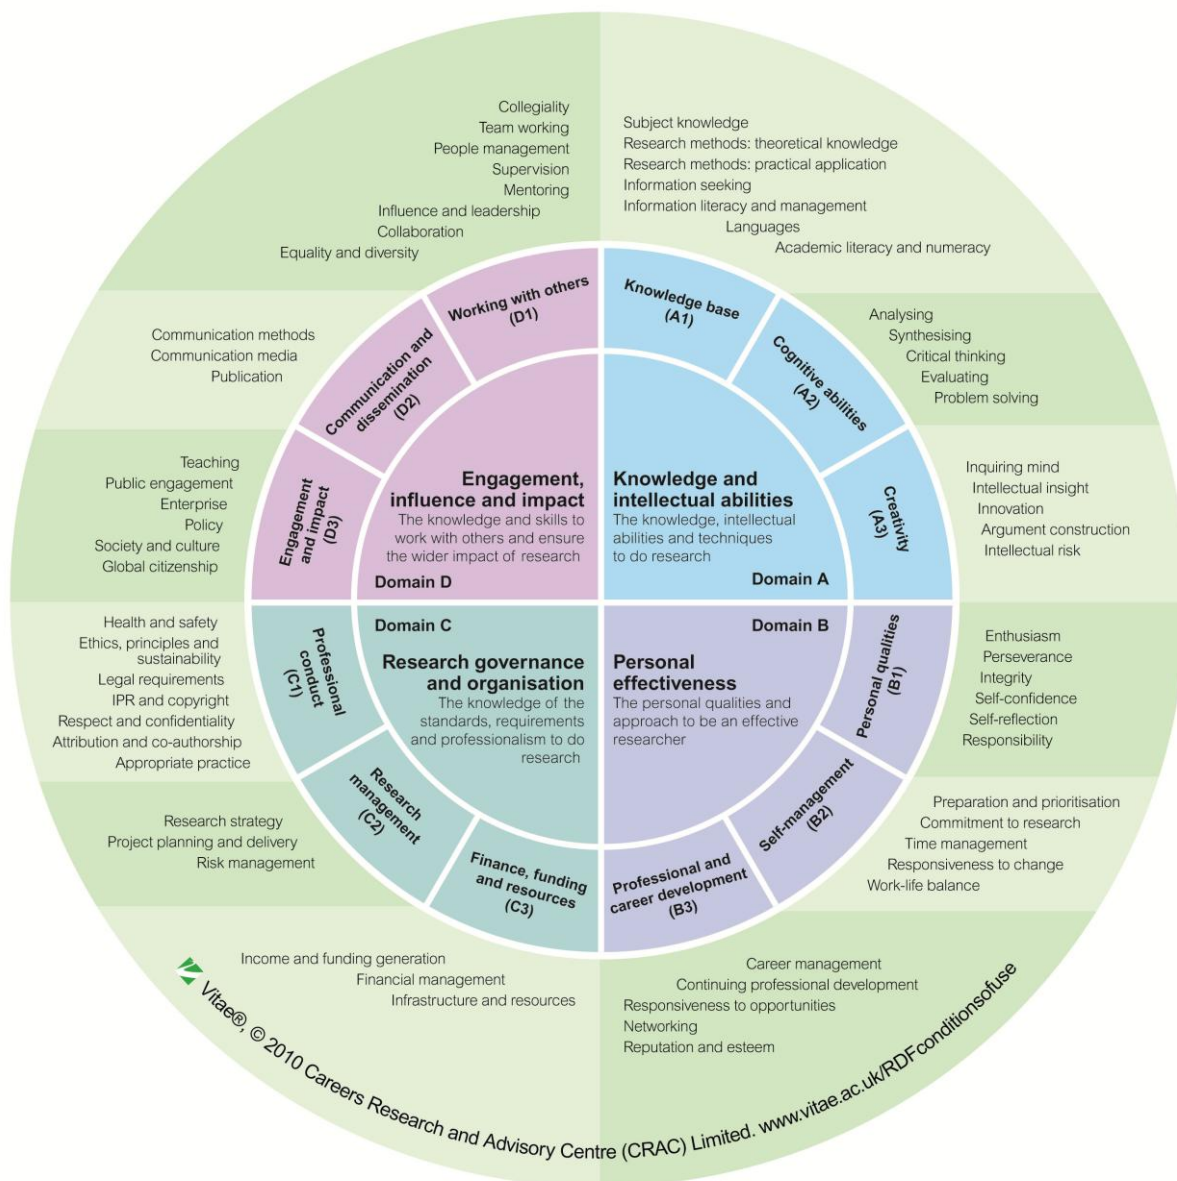 Collegiality
Team working
People management
Supervision
Mentoring
Influence and leadership
Collaboration
Equality and diversity
Subject knowledge
Research methods: theoretical knowledge
Research methods: practical application
Information seeking
Information literacy and management
Languages
Academic literacy and numeracy
Working with others
(D1)
Knowledge base
(A1)
Communication methods
Communication media
Publication
Communication and
dissemination
(D2)
Cognitive abilities
(A2)
Analysing
Synthesising
Critical thinking
Evaluating
Problem solving
Teaching
Public engagement
Enterprise
Policy
Society and culture
Global citizenship
Engagement
and impact
(D3)
Engagement,
influence and impact
The knowledge and skills to
work with others and ensure
the wider impact of research
Domain D
Knowledge and
intellectual abilities
The knowledge, intellectual
abilities and techniques
to do research
Domain A
Creativity
(A3)
Inquiring mind
Intellectual insight
Innovation
Argument construction
Intellectual risk
Health and safety
Ethics, principles and
sustainability
Legal requirements
IPR and copyright
Respect and confidentiality
Attribution and co-authorship
Appropriate practice
Professional
conduct
(C1)
Domain C
Research governance
and organisation
The knowledge of the
standards, requirements
and professionalism to do
research
Domain B
Personal
effectiveness
The personal qualities and
approach to be an effective
researcher
Personal qualities
(B1)
Enthusiasm
Perseverance
Integrity
Self-confidence
Self-reflection
Responsibility
Research strategy
Project planning and delivery
Risk management
Research
management
(C2)
Self-management
(B2)
Preparation and prioritisation
Commitment to research
Time management
Responsiveness to change
Work-life balance
Finance, funding
and resources
(C3)
Professional and
career development
(B3)
Income and funding generation
Financial management
Infrastructure and resources
Career management
Continuing professional development
Responsiveness to opportunities
Networking
Reputation and esteem
Vitae®, © 2010 Careers Research and Advisory Centre (CRAC) Limited. www.vitae.ac.uk/RDFconditionsofuse